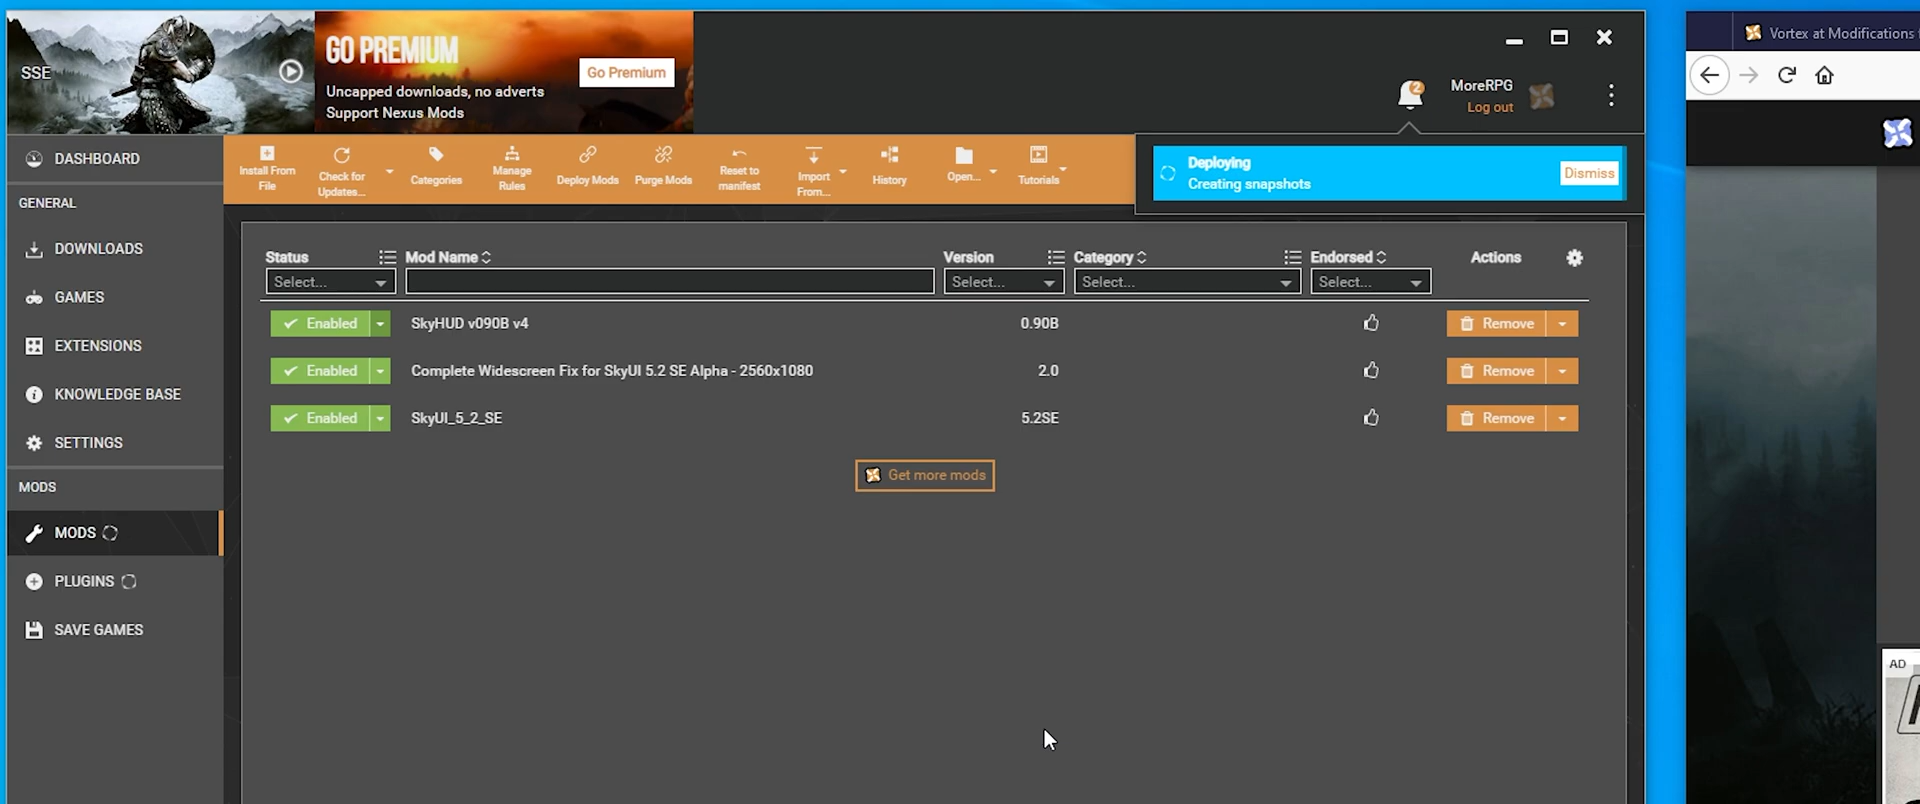 SSE
GO PREMIUM
Uncapped downloads, no adverts
Support Nexus Mods
Go Premium
2
MoreRPG
Log out
Vortex at Modifications
DASHBOARD
GENERAL
DOWNLOADS
GAMES
EXTENSIONS
KNOWLEDGE BASE
SETTINGS
MODS
MODS
PLUGINS
SAVE GAMES
Install From File
Check for Updates...
Categories
Manage Rules
Deploy Mods
Purge Mods
Reset to manifest
Import From...
History
Open...
Tutorials
Deploying
Creating snapshots
Dismiss
Status Mod Name Version Category Endorsed Actions
Select... Select... Select... Select...
Enabled SkyHUD v090B v4 0.90B Remove
Enabled Complete Widescreen Fix for SkyUI 5.2 SE Alpha - 2560x1080 2.0 Remove
Enabled SkyUI_5_2_SE 5.2SE Remove
Get more mods
AD